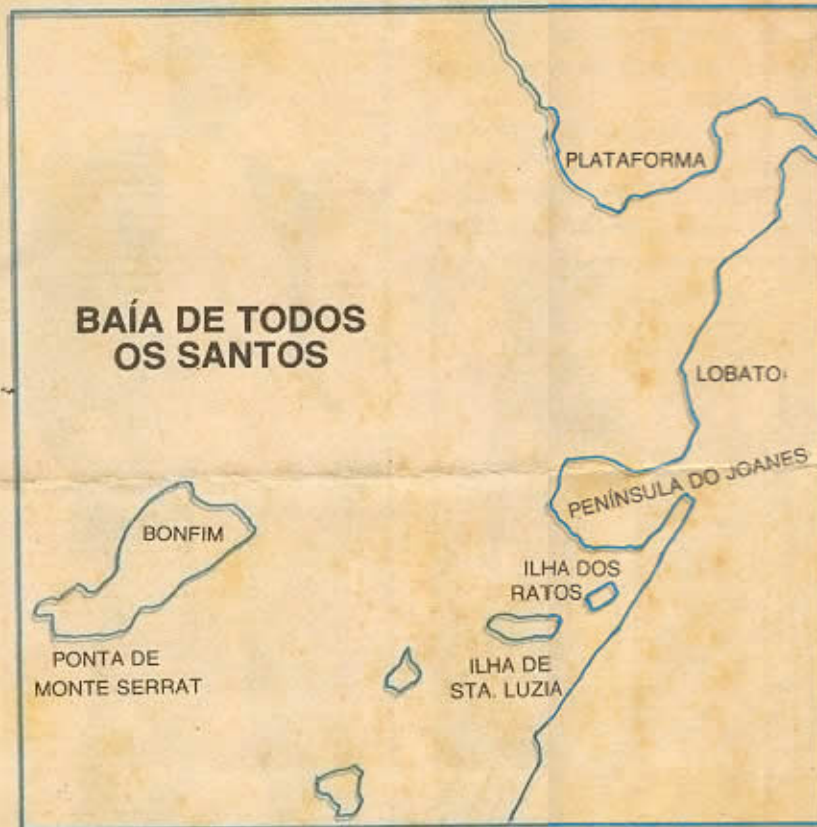 PLATAFORMA
BAÍA DE TODOS
OS SANTOS
LOBATO
PENÍNSULA DO JOANES
BONFIM
ILHA DOS
RATOS
PONTA DE
MONTE SERRAT
ILHA DE
STA. LUZIA